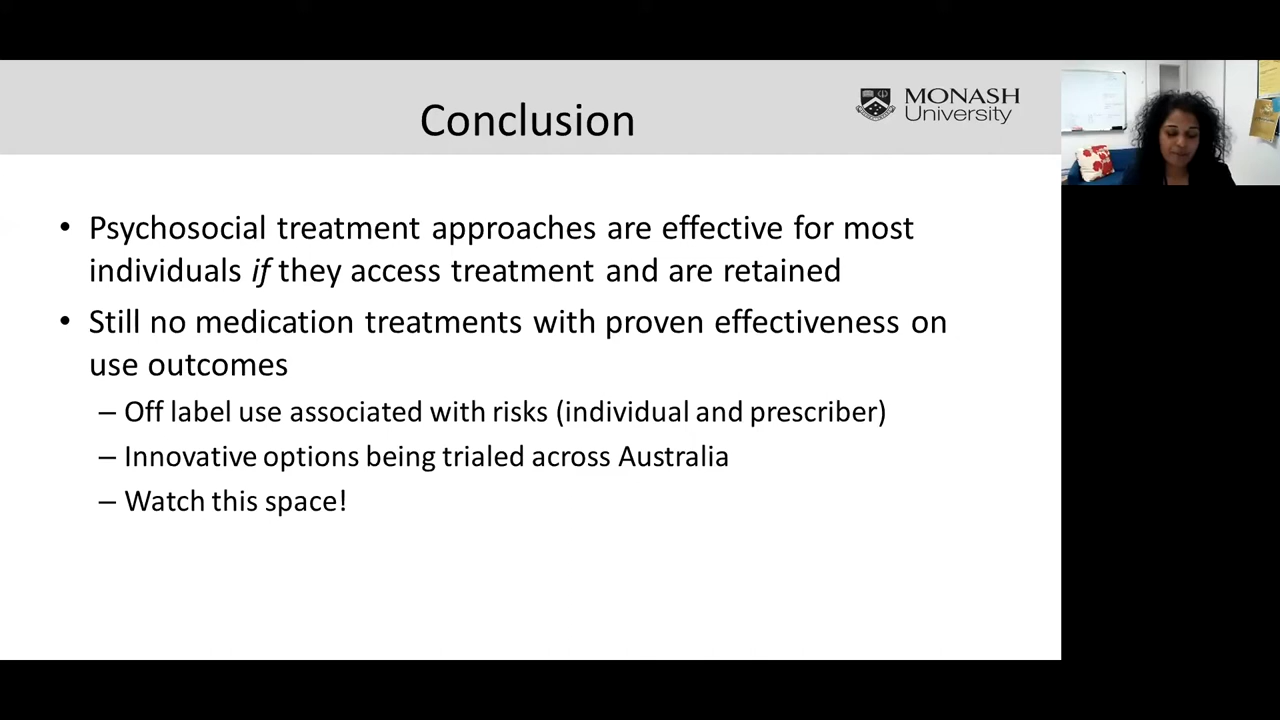 Conclusion
MONASH
University
• Psychosocial treatment approaches are effective for most
individuals if they access treatment and are retained
• Still no medication treatments with proven effectiveness on
use outcomes
– Off label use associated with risks (individual and prescriber)
– Innovative options being trialed across Australia
– Watch this space!